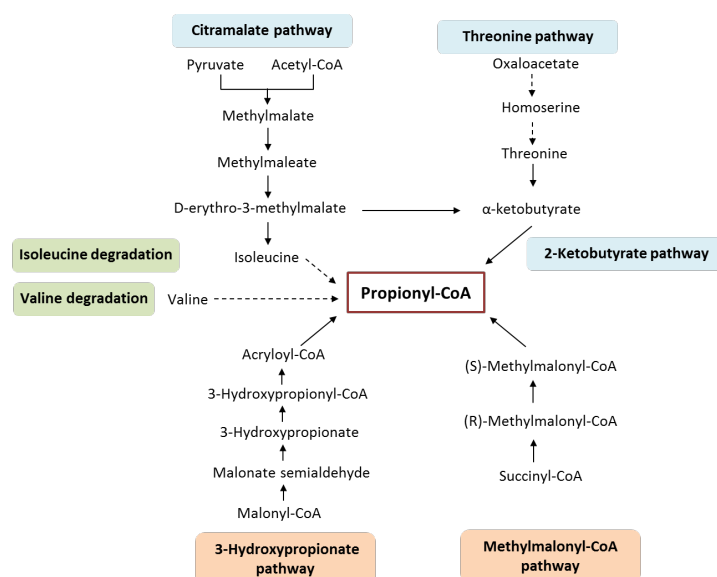 Citramalate pathway
Threonine pathway
Pyruvate
Acetyl-CoA
Oxaloacetate
Methylmalate
Homoserine
Methylmaleate
Threonine
D-erythro-3-methylmalate
α-ketobutyrate
Isoleucine degradation
Isoleucine
2-Ketobutyrate pathway
Valine degradation
Valine
Propionyl-CoA
Acryloyl-CoA
(S)-Methylmalonyl-CoA
3-Hydroxypropionyl-CoA
(R)-Methylmalonyl-CoA
3-Hydroxypropionate
Malonate semialdehyde
Succinyl-CoA
Malonyl-CoA
3-Hydroxypropionate
pathway
Methylmalonyl-CoA
pathway